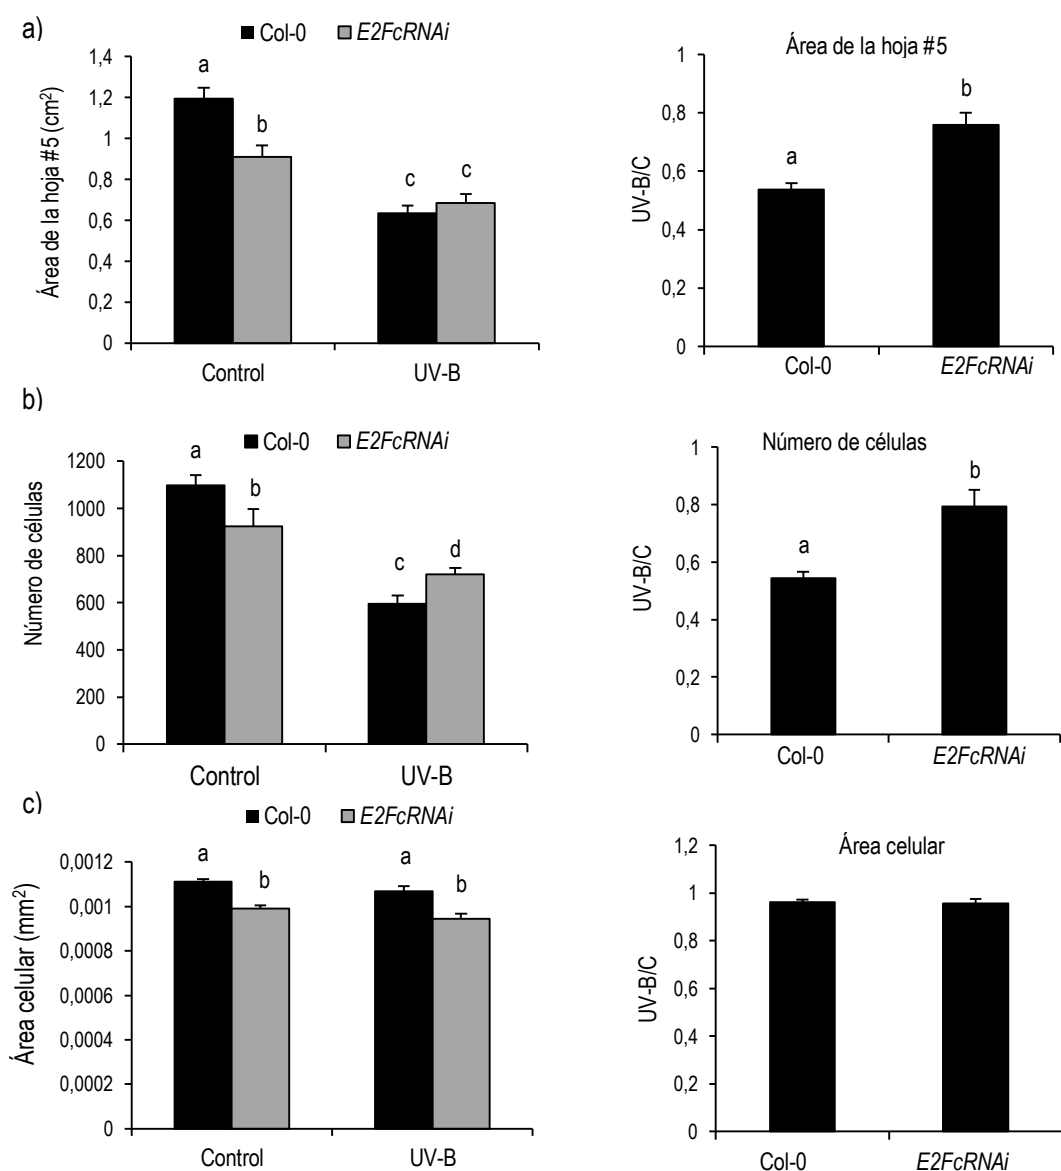 a)
Col-0 E2FcRNAi
Área de la hoja #5 (cm²)
1,4
1,2
1
0,8
0,6
0,4
0,2
0
a
b
c
c
Control UV-B
Área de la hoja #5
UV-B/C
1
0,8
0,6
0,4
0,2
0
a
b
Col-0 E2FcRNAi
b)
Col-0 E2FcRNAi
Número de células
1200
1000
800
600
400
200
0
a
b
c
d
Control UV-B
Número de células
UV-B/C
1
0,8
0,6
0,4
0,2
0
a
b
Col-0 E2FcRNAi
c)
Col-0 E2FcRNAi
Área celular (mm²)
0,0012
0,001
0,0008
0,0006
0,0004
0,0002
0
a
b
a
b
Control UV-B
Área celular
UV-B/C
1,2
1
0,8
0,6
0,4
0,2
0
Col-0 E2FcRNAi